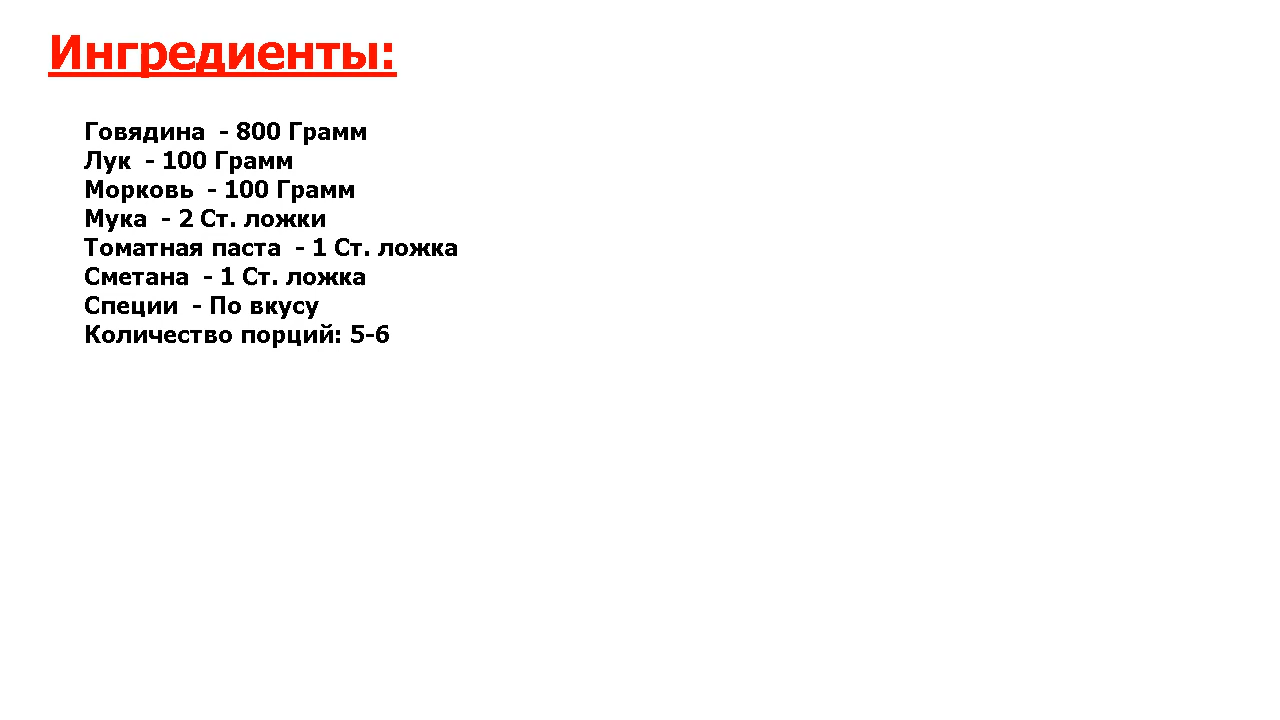 Ингредиенты:
Говядина - 800 Грамм
Лук - 100 Грамм
Морковь - 100 Грамм
Мука - 2 Ст. ложки
Томатная паста - 1 Ст. ложка
Сметана - 1 Ст. ложка
Специи - По вкусу
Количество порций: 5-6